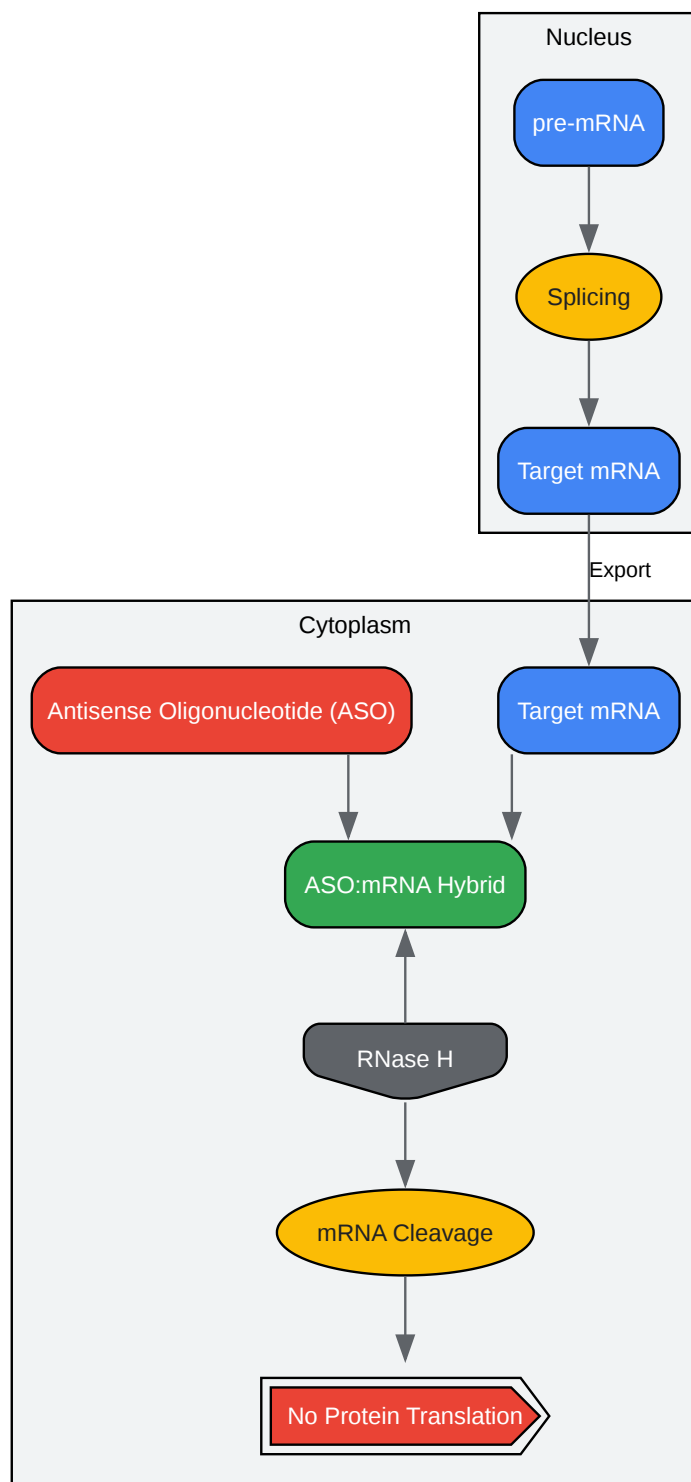 Nucleus
pre-mRNA
Splicing
Target mRNA
Export
Cytoplasm
Antisense Oligonucleotide (ASO)
Target mRNA
ASO:mRNA Hybrid
RNase H
mRNA Cleavage
No Protein Translation